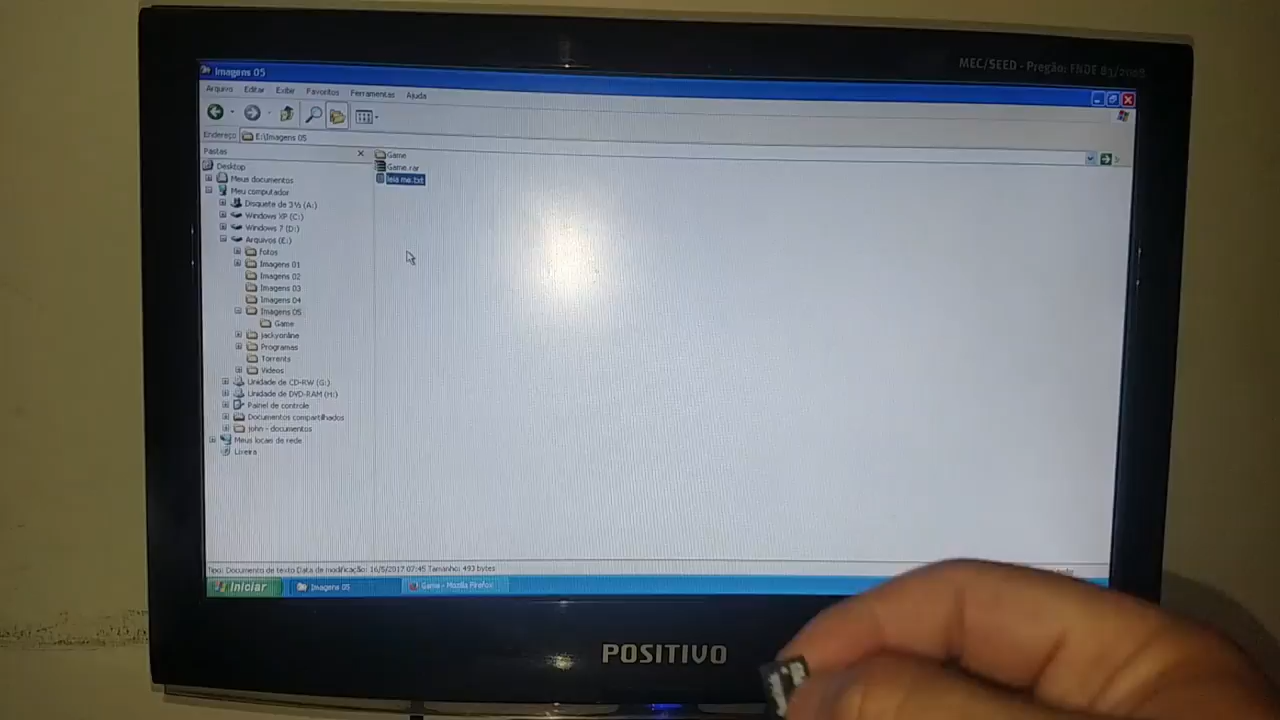 MEC/SEED - Pregão: FNDE 83/2008
Imagens 05
Arquivo Editar Exibir Favoritos Ferramentas Ajuda
Endereço E:\Imagens 05
Pastas
Game
Game.rar
leia me.txt
Desktop
Meus documentos
Meu computador
Disquete de 3½ (A:)
Windows XP (C:)
Windows 7 (D:)
Arquivos (E:)
fotos
Imagens 01
Imagens 02
Imagens 03
Imagens 04
Imagens 05
Game
jackyonline
Programas
Torrents
Videos
Unidade de CD-RW (G:)
Unidade de DVD-RAM (H:)
Painel de controle
Documentos compartilhados
john - documentos
Meus locais de rede
Lixeira
Tipo: Documento de texto Data de modificação: 16/5/2017 07:45 Tamanho: 493 bytes
Iniciar Imagens 05 Game - Mozilla Firefox
POSITIVO